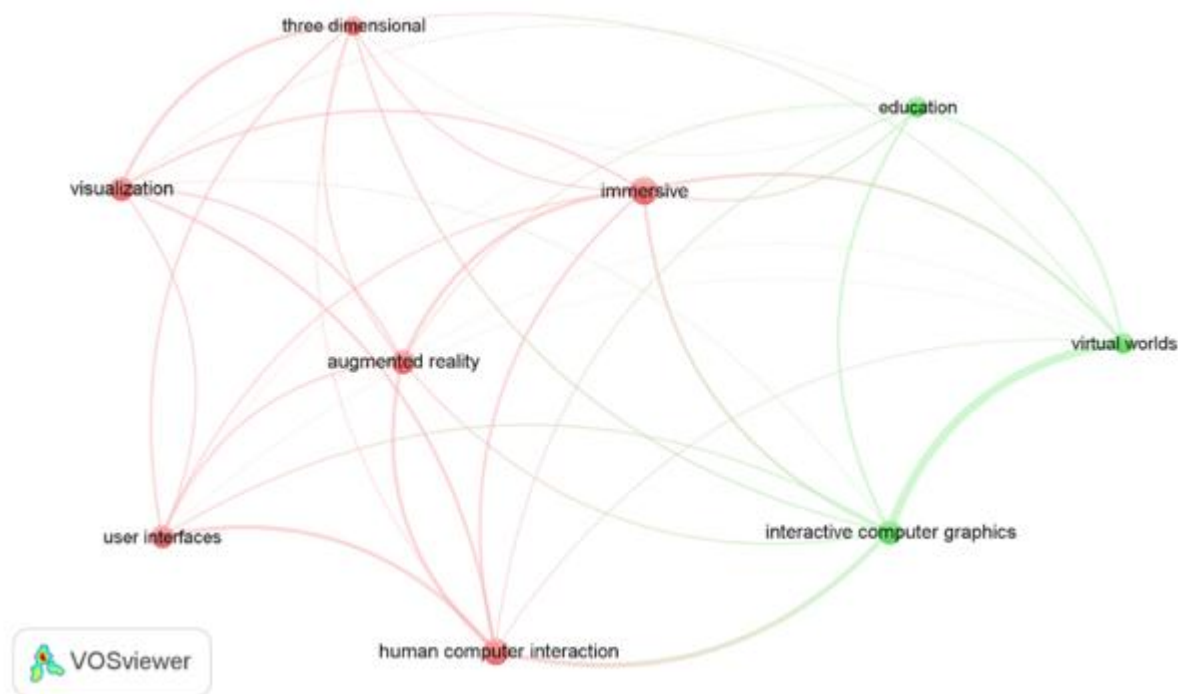 three dimensional
education
visualization
immersive
virtual worlds
augmented reality
user interfaces
interactive computer graphics
human computer interaction
VOSviewer